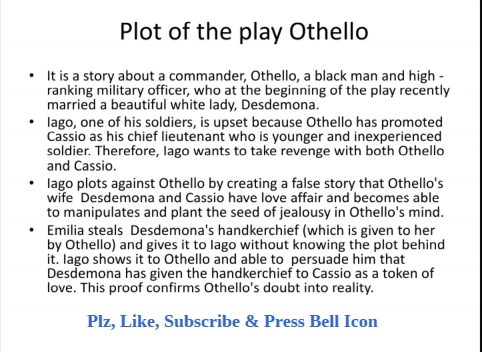 Plot of the play Othello
• It is a story about a commander, Othello, a black man and high -
ranking military officer, who at the beginning of the play recently
married a beautiful white lady, Desdemona.
• Iago, one of his soldiers, is upset because Othello has promoted
Cassio as his chief lieutenant who is younger and inexperienced
soldier. Therefore, Iago wants to take revenge with both Othello
and Cassio.
• Iago plots against Othello by creating a false story that Othello's
wife Desdemona and Cassio have love affair and becomes able
to manipulates and plant the seed of jealousy in Othello's mind.
• Emilia steals Desdemona's handkerchief (which is given to her
by Othello) and gives it to Iago without knowing the plot behind
it. Iago shows it to Othello and able to persuade him that
Desdemona has given the handkerchief to Cassio as a token of
love. This proof confirms Othello's doubt into reality.
Plz, Like, Subscribe & Press Bell Icon